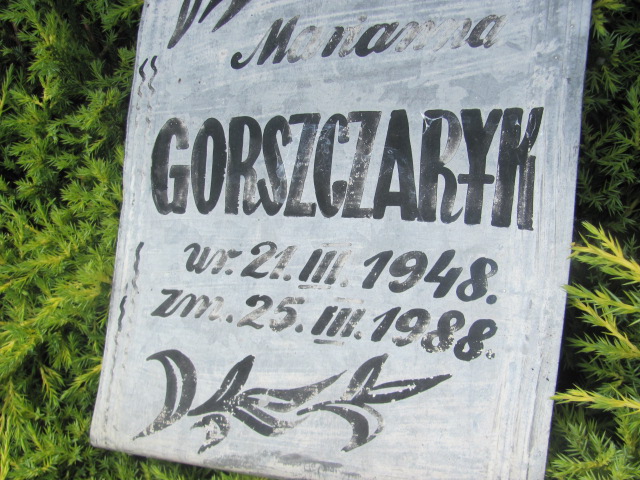 Marianna
GORSZCZARYK
ur. 21. III. 1948.
zm. 25. III. 1988.